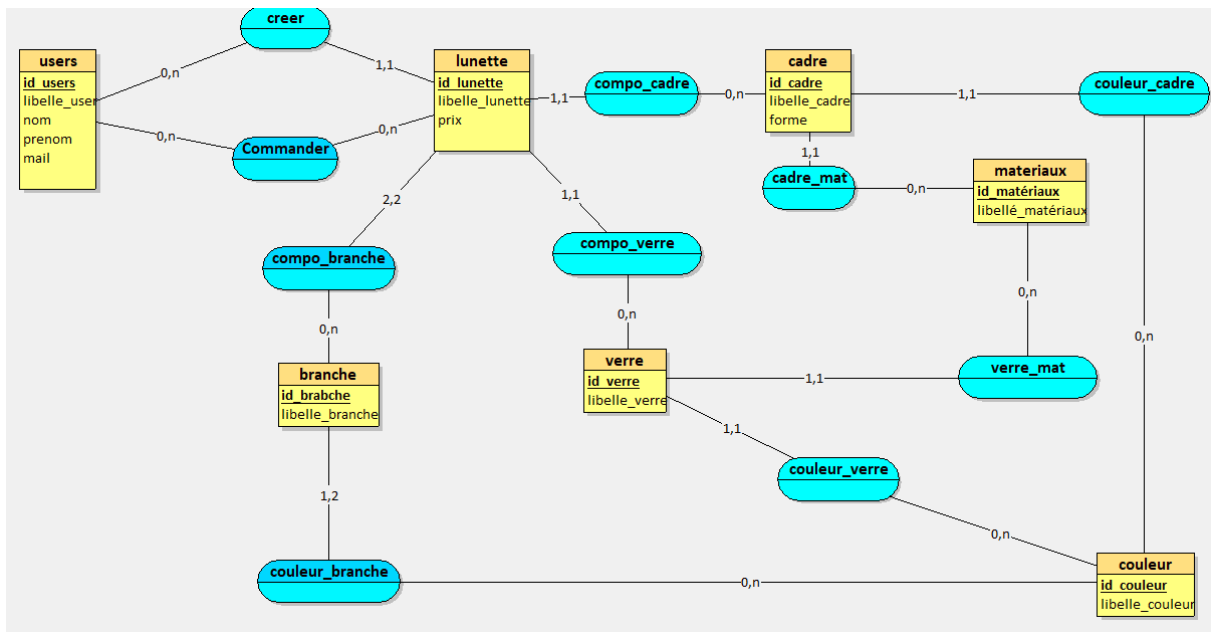 creer
users
id_users
libelle_user
nom
prenom
mail
0,n
1,1
0,n
Commander
0,n
lunette
id_lunette
libelle_lunette
prix
1,1
compo_cadre
0,n
cadre
id_cadre
libelle_cadre
forme
1,1
couleur_cadre
1,1
cadre_mat
0,n
materiaux
id_matériaux
libellé_matériaux
2,2
1,1
compo_branche
compo_verre
0,n
0,n
0,n
0,n
branche
id_brabche
libelle_branche
verre
id_verre
libelle_verre
1,1
verre_mat
1,1
couleur_verre
0,n
1,2
couleur_branche
0,n
couleur
id_couleur
libelle_couleur